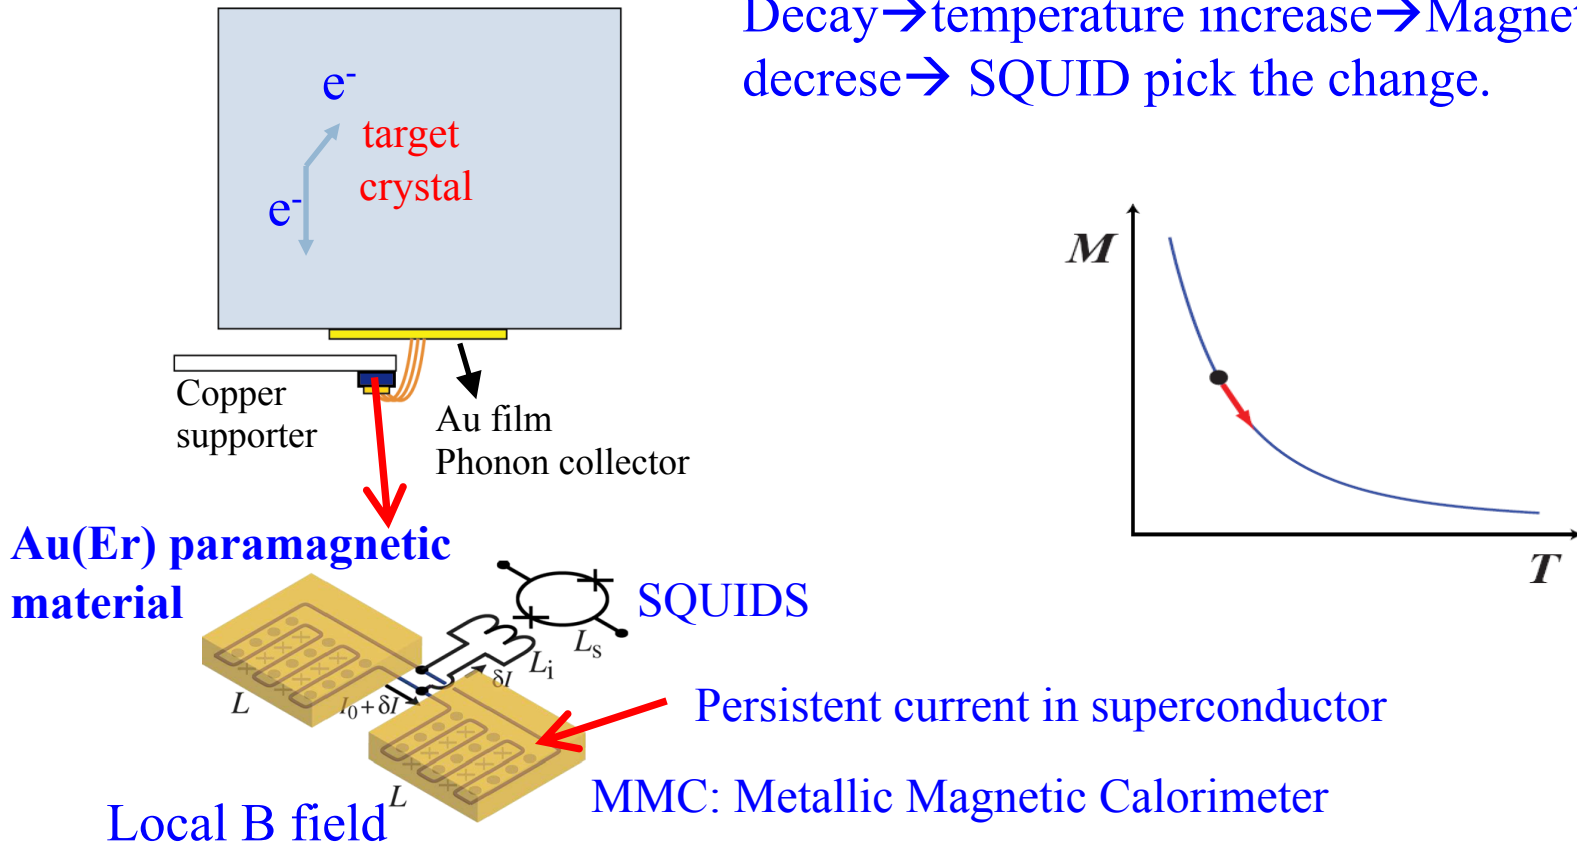 Decay→temperature increase→Magnet
decrese→ SQUID pick the change.
e-
target
crystal
e-
M
Copper
supporter
Au film
Phonon collector
Au(Er) paramagnetic
material
T
SQUIDS
Ls
Li
δI
L
I0+δI
Persistent current in superconductor
L
MMC: Metallic Magnetic Calorimeter
Local B field